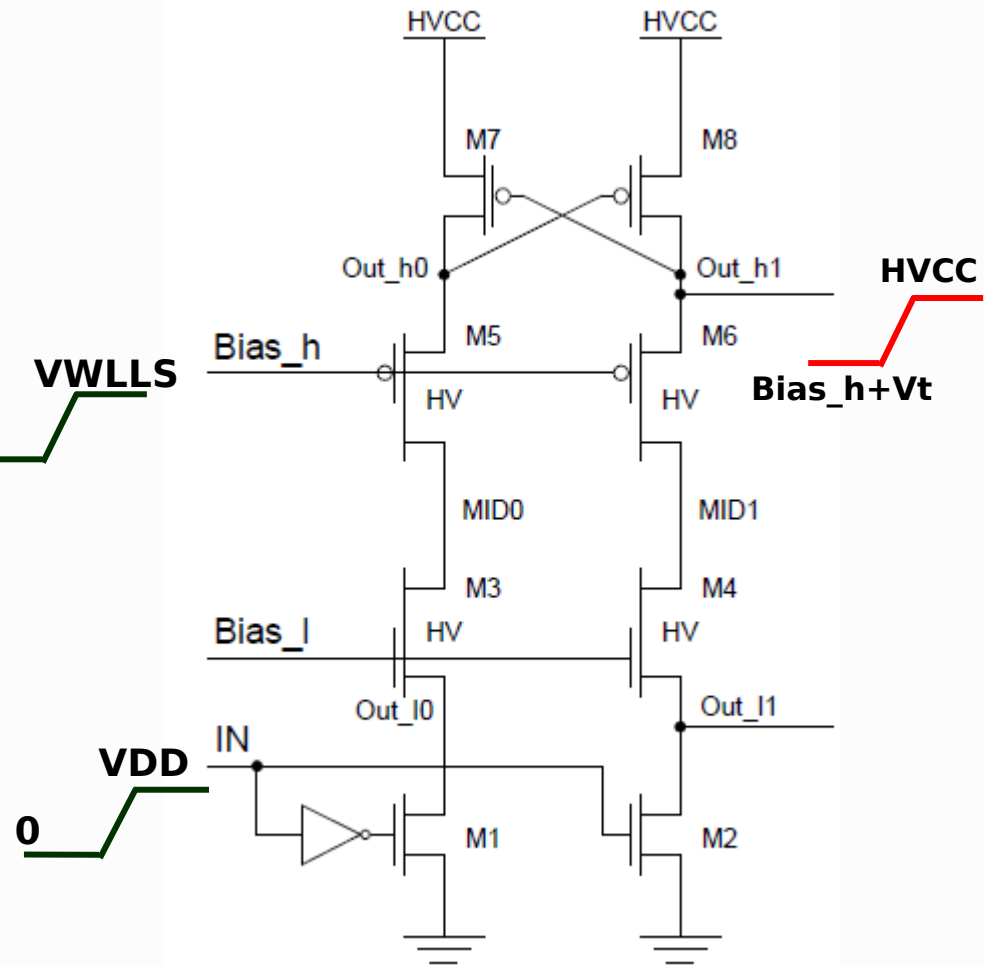 HVCC HVCC
M7 M8
Out_h0 Out_h1 HVCC
Bias_h M5 M6
VWLLS HV HV Bias_h+Vt
MID0 MID1
M3 M4
Bias_l HV HV
Out_l0 Out_l1
IN
VDD
0 M1 M2